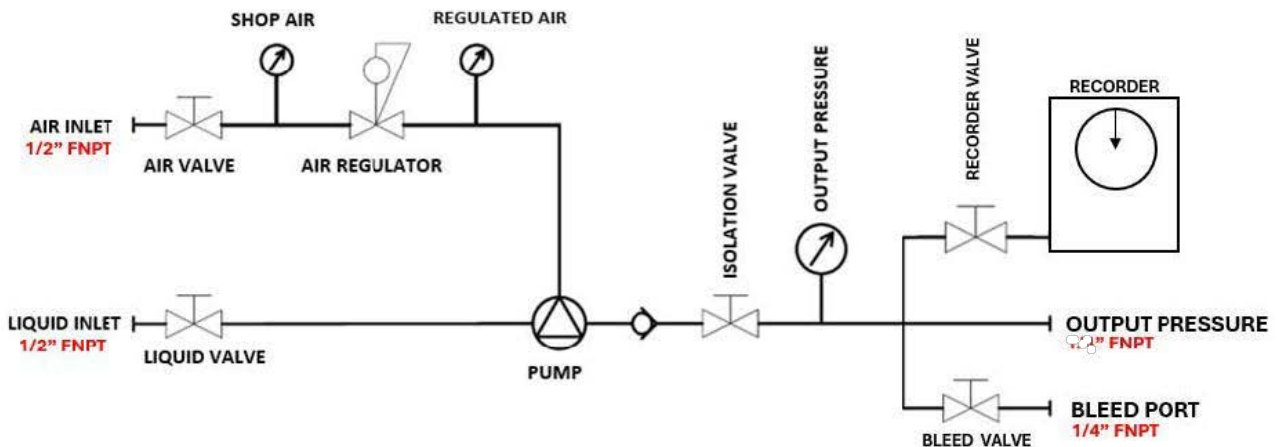 SHOP AIR
REGULATED AIR
AIR INLET
1/2” FNPT
AIR VALVE
AIR REGULATOR
ISOLATION VALVE
OUTPUT PRESSURE
RECORDER VALVE
RECORDER
LIQUID INLET
1/2” FNPT
LIQUID VALVE
PUMP
OUTPUT PRESSURE
FNPT
BLEED PORT
1/4” FNPT
BLEED VALVE